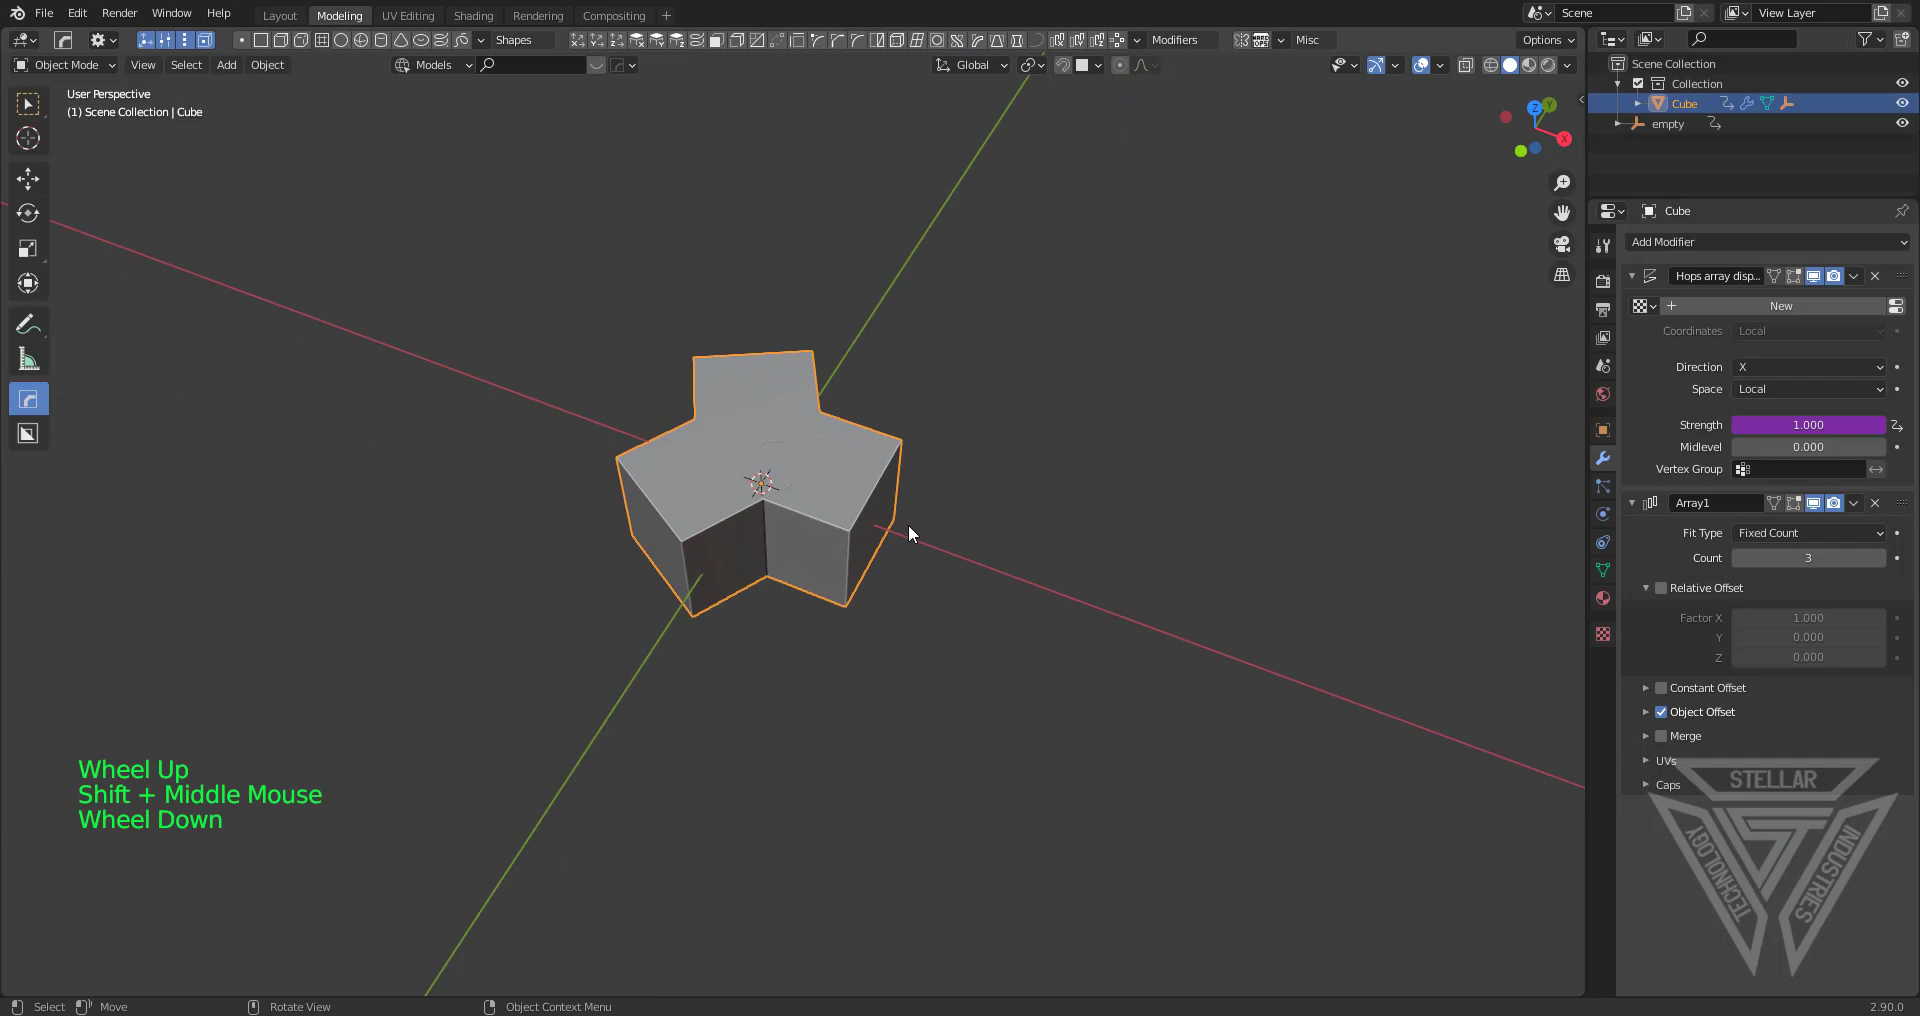 File Edit Render Window Help Layout Modeling UV Editing Shading Rendering Compositing + Scene View Layer
Shapes Modifiers Misc Options
Object Mode View Select Add Object Models Global
User Perspective
(1) Scene Collection | Cube
Scene Collection
Collection
Cube
empty
Z
Y
X
Cube
Add Modifier
Hops array disp...
New
Coordinates Local
Direction X
Space Local
Strength 1.000
Midlevel 0.000
Vertex Group
Array1
Fit Type Fixed Count
Count 3
Relative Offset
Factor X 1.000
Y 0.000
Z 0.000
Constant Offset
Object Offset
Merge
UVs
Caps
STELLAR
TECHNOLOGY
INDUSTRIES
Wheel Up
Shift + Middle Mouse
Wheel Down
Select Move Rotate View Object Context Menu 2.90.0